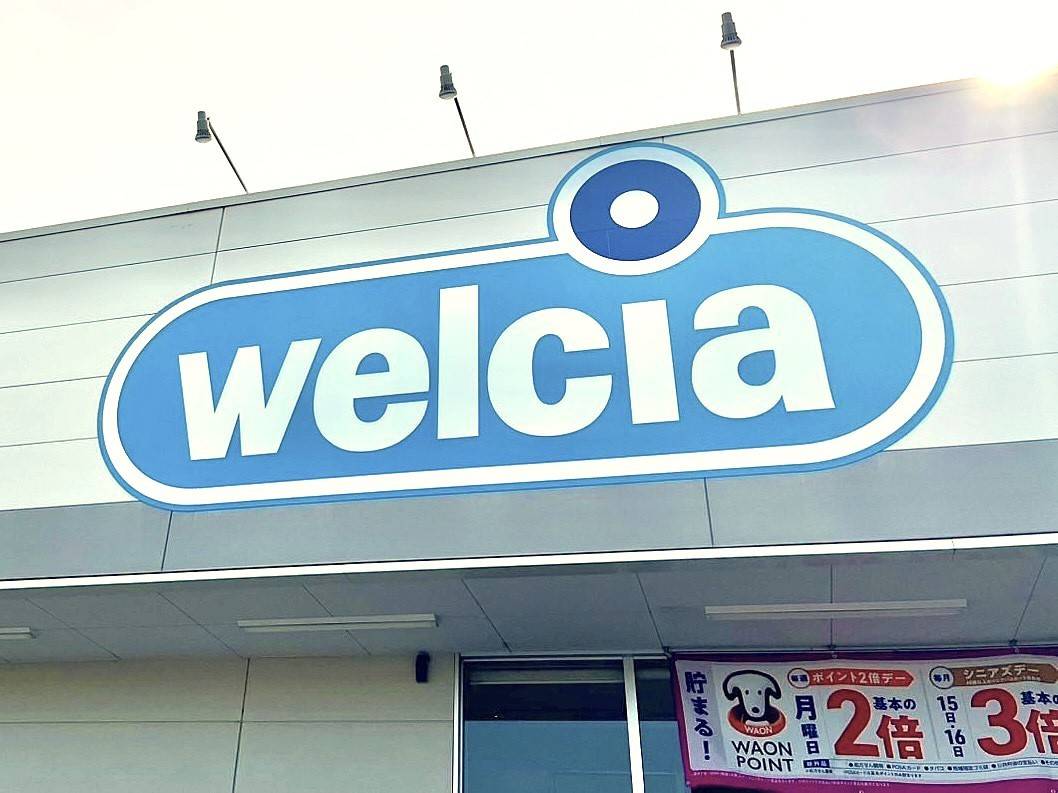 welcia
貯まる！
WAON
WAON
POINT
毎週
ポイント2倍デー
月曜日
基本の
2倍
毎月
シニアズデー
15日・16日
基本の
3倍